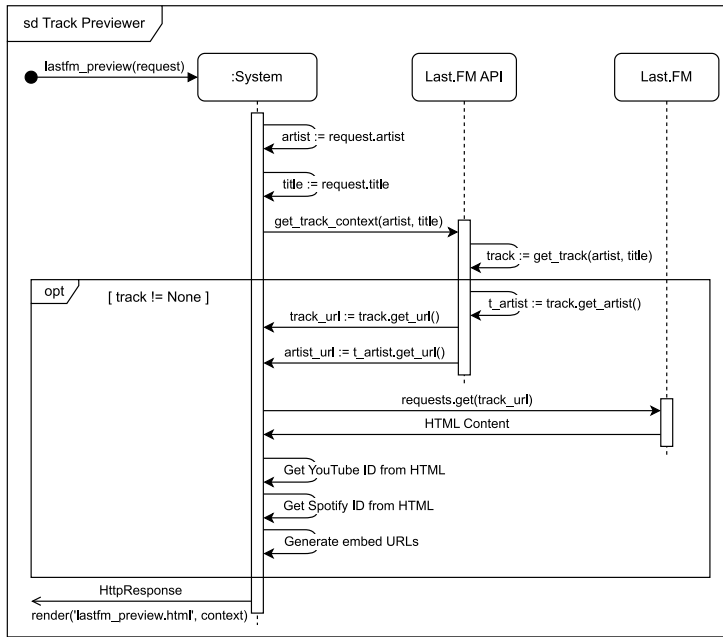 sd Track Previewer
lastfm_preview(request)
:System
Last.FM API
Last.FM
artist := request.artist
title := request.title
get_track_context(artist, title)
track := get_track(artist, title)
opt
[ track != None ]
t_artist := track.get_artist()
track_url := track.get_url()
artist_url := t_artist.get_url()
requests.get(track_url)
HTML Content
Get YouTube ID from HTML
Get Spotify ID from HTML
Generate embed URLs
HttpResponse
render('lastfm_preview.html', context)